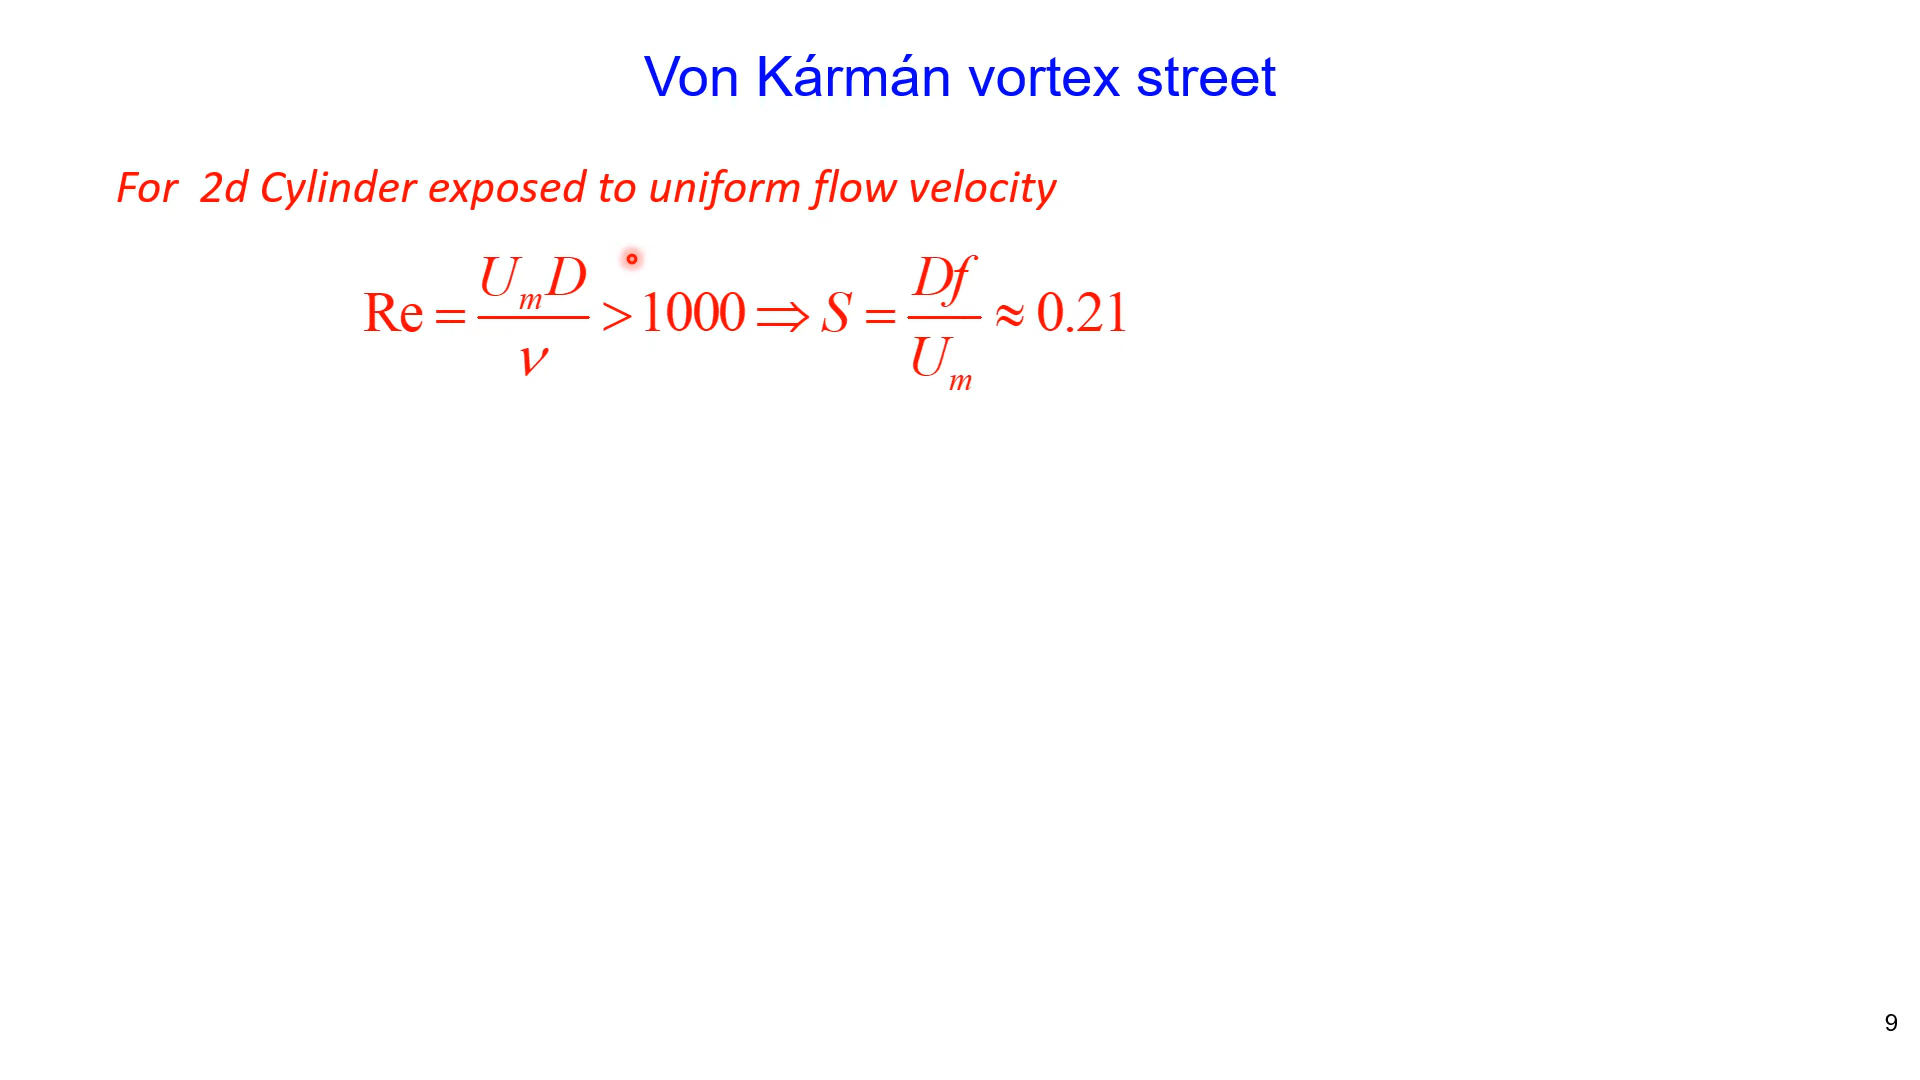 Von Kármán vortex street
For 2d Cylinder exposed to uniform flow velocity
Re = U_m D / ν > 1000 ⇒ S = Df / U_m ≈ 0.21
9